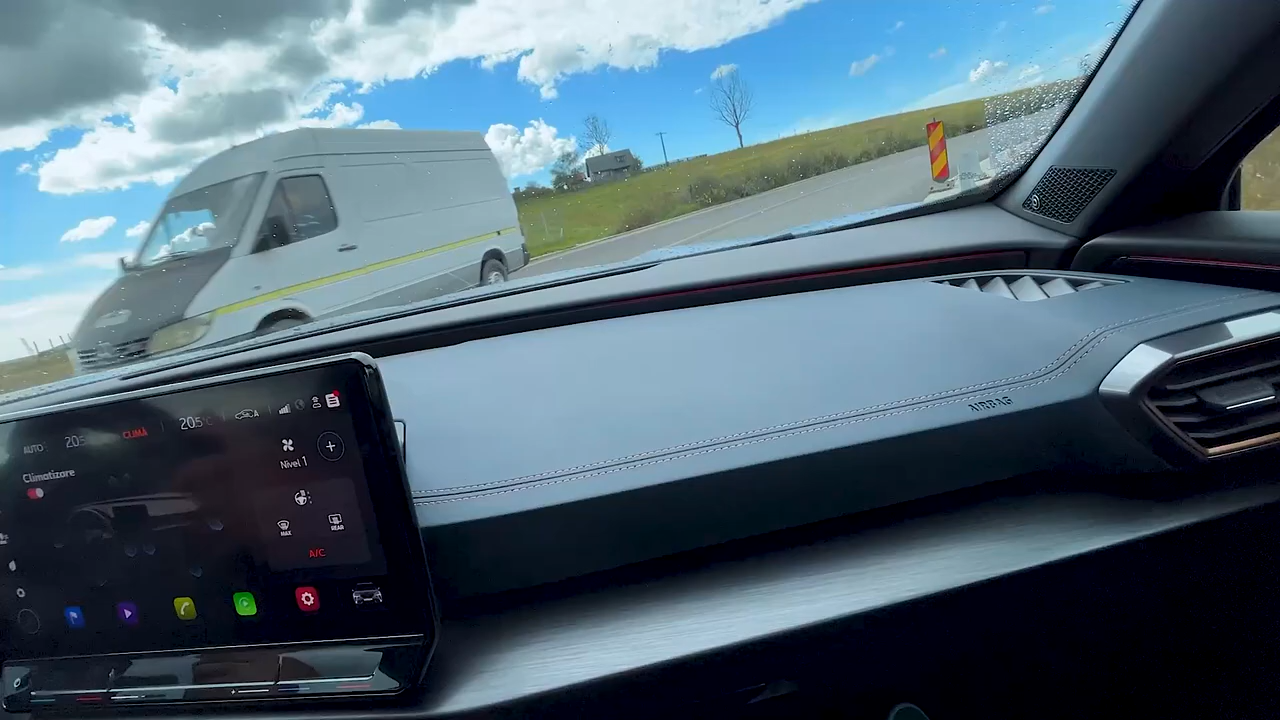 AUTO 20.5 CLIMA 20.5°C A
Climatizare
Nivel 1
MAX REAR
A/C
AIRBAG